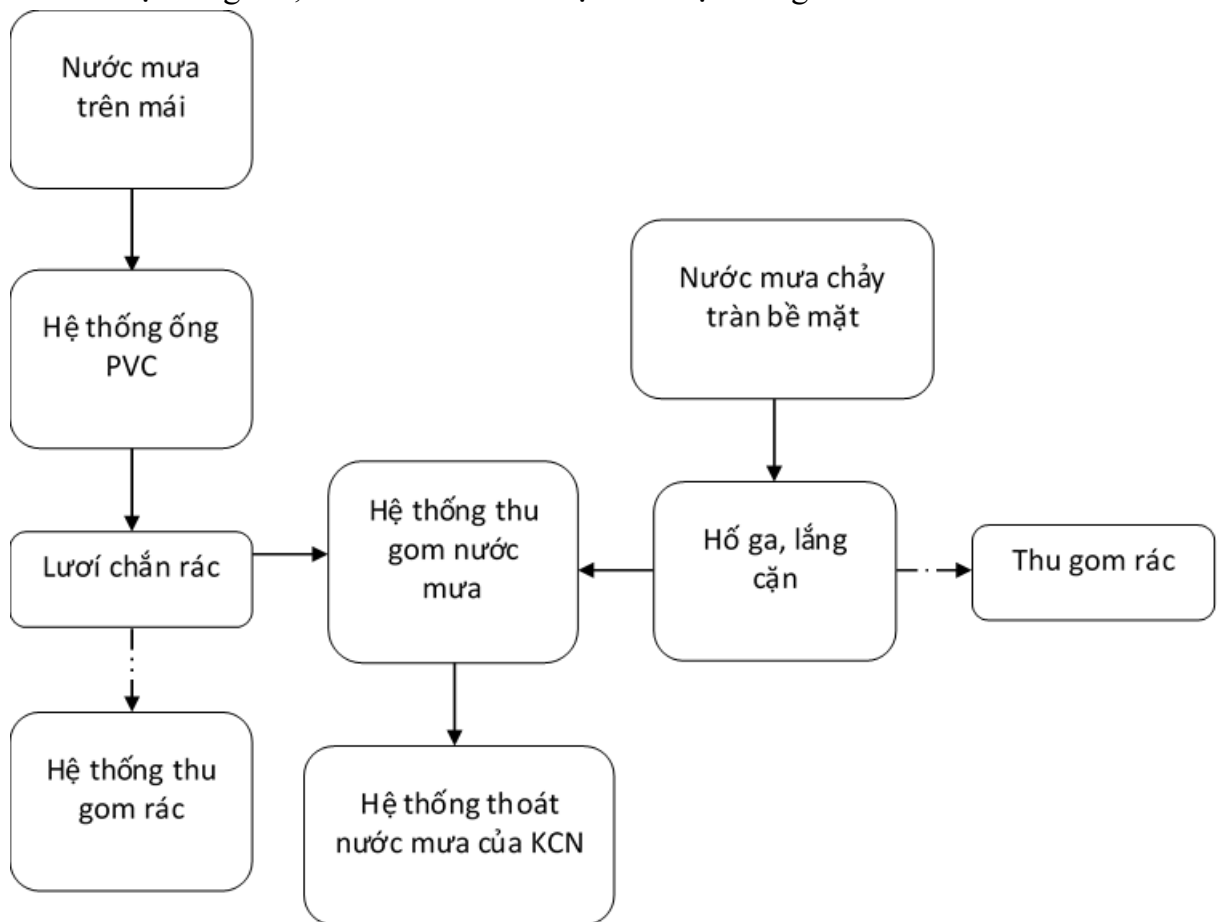 Nước mưa
trên mái
Hệ thống ống
PVC
Lươí chắn rác
Hệ thống thu
gom rác
Hệ thống thu
gom nước
mưa
Hệ thống thoát
nước mưa của KCN
Nước mưa chảy
tràn bề mặt
Hố ga, lắng
cặn
Thu gom rác